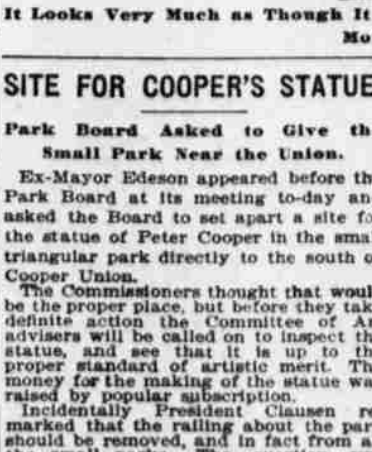 It Looks Very Much as Though It
Mo
SITE FOR COOPER'S STATUE
Park Board Asked to Give th
Small Park Near the Union.
Ex-Mayor Edeson appeared before th
Park Board at its meeting to-day an
asked the Board to set apart a site fo
the statue of Peter Cooper in the smal
triangular park directly to the south o
Cooper Union.
The Commissioners thought that woul
be the proper place, but before they tak
definite action the Committee of Ar
advisers will be called on to inspect th
statue, and see that it is up to th
proper standard of artistic merit. Th
money for the making of the statue wa
raised by popular subscription.
Incidentally President Clausen re
marked that the railing about the par
should be removed, and in fact from a